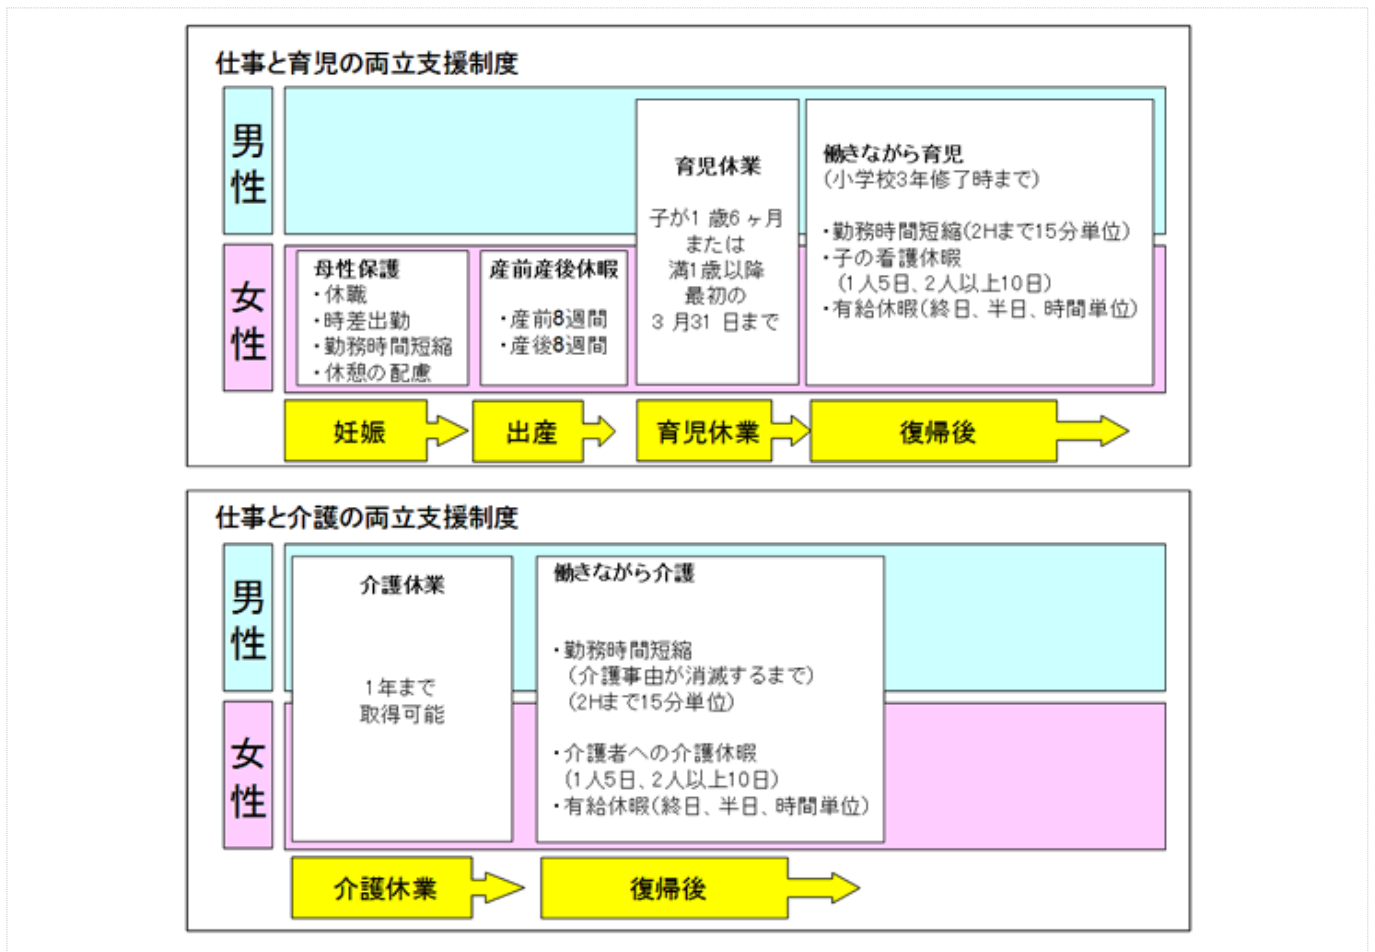 仕事と育児の両立支援制度
男性
女性
母性保護
・休職
・時差出勤
・勤務時間短縮
・休憩の配慮
産前産後休暇
・産前8週間
・産後8週間
育児休業
子が1歳6ヶ月
または
満1歳以降
最初の
3月31日まで
働きながら育児
(小学校3年修了時まで)
・勤務時間短縮(2Hまで15分単位)
・子の看護休暇
(1人5日、2人以上10日)
・有給休暇(終日、半日、時間単位)
妊娠
出産
育児休業
復帰後
仕事と介護の両立支援制度
男性
女性
介護休業
1年まで
取得可能
働きながら介護
・勤務時間短縮
(介護事由が消滅するまで)
(2Hまで15分単位)
・介護者への介護休暇
(1人5日、2人以上10日)
・有給休暇(終日、半日、時間単位)
介護休業
復帰後